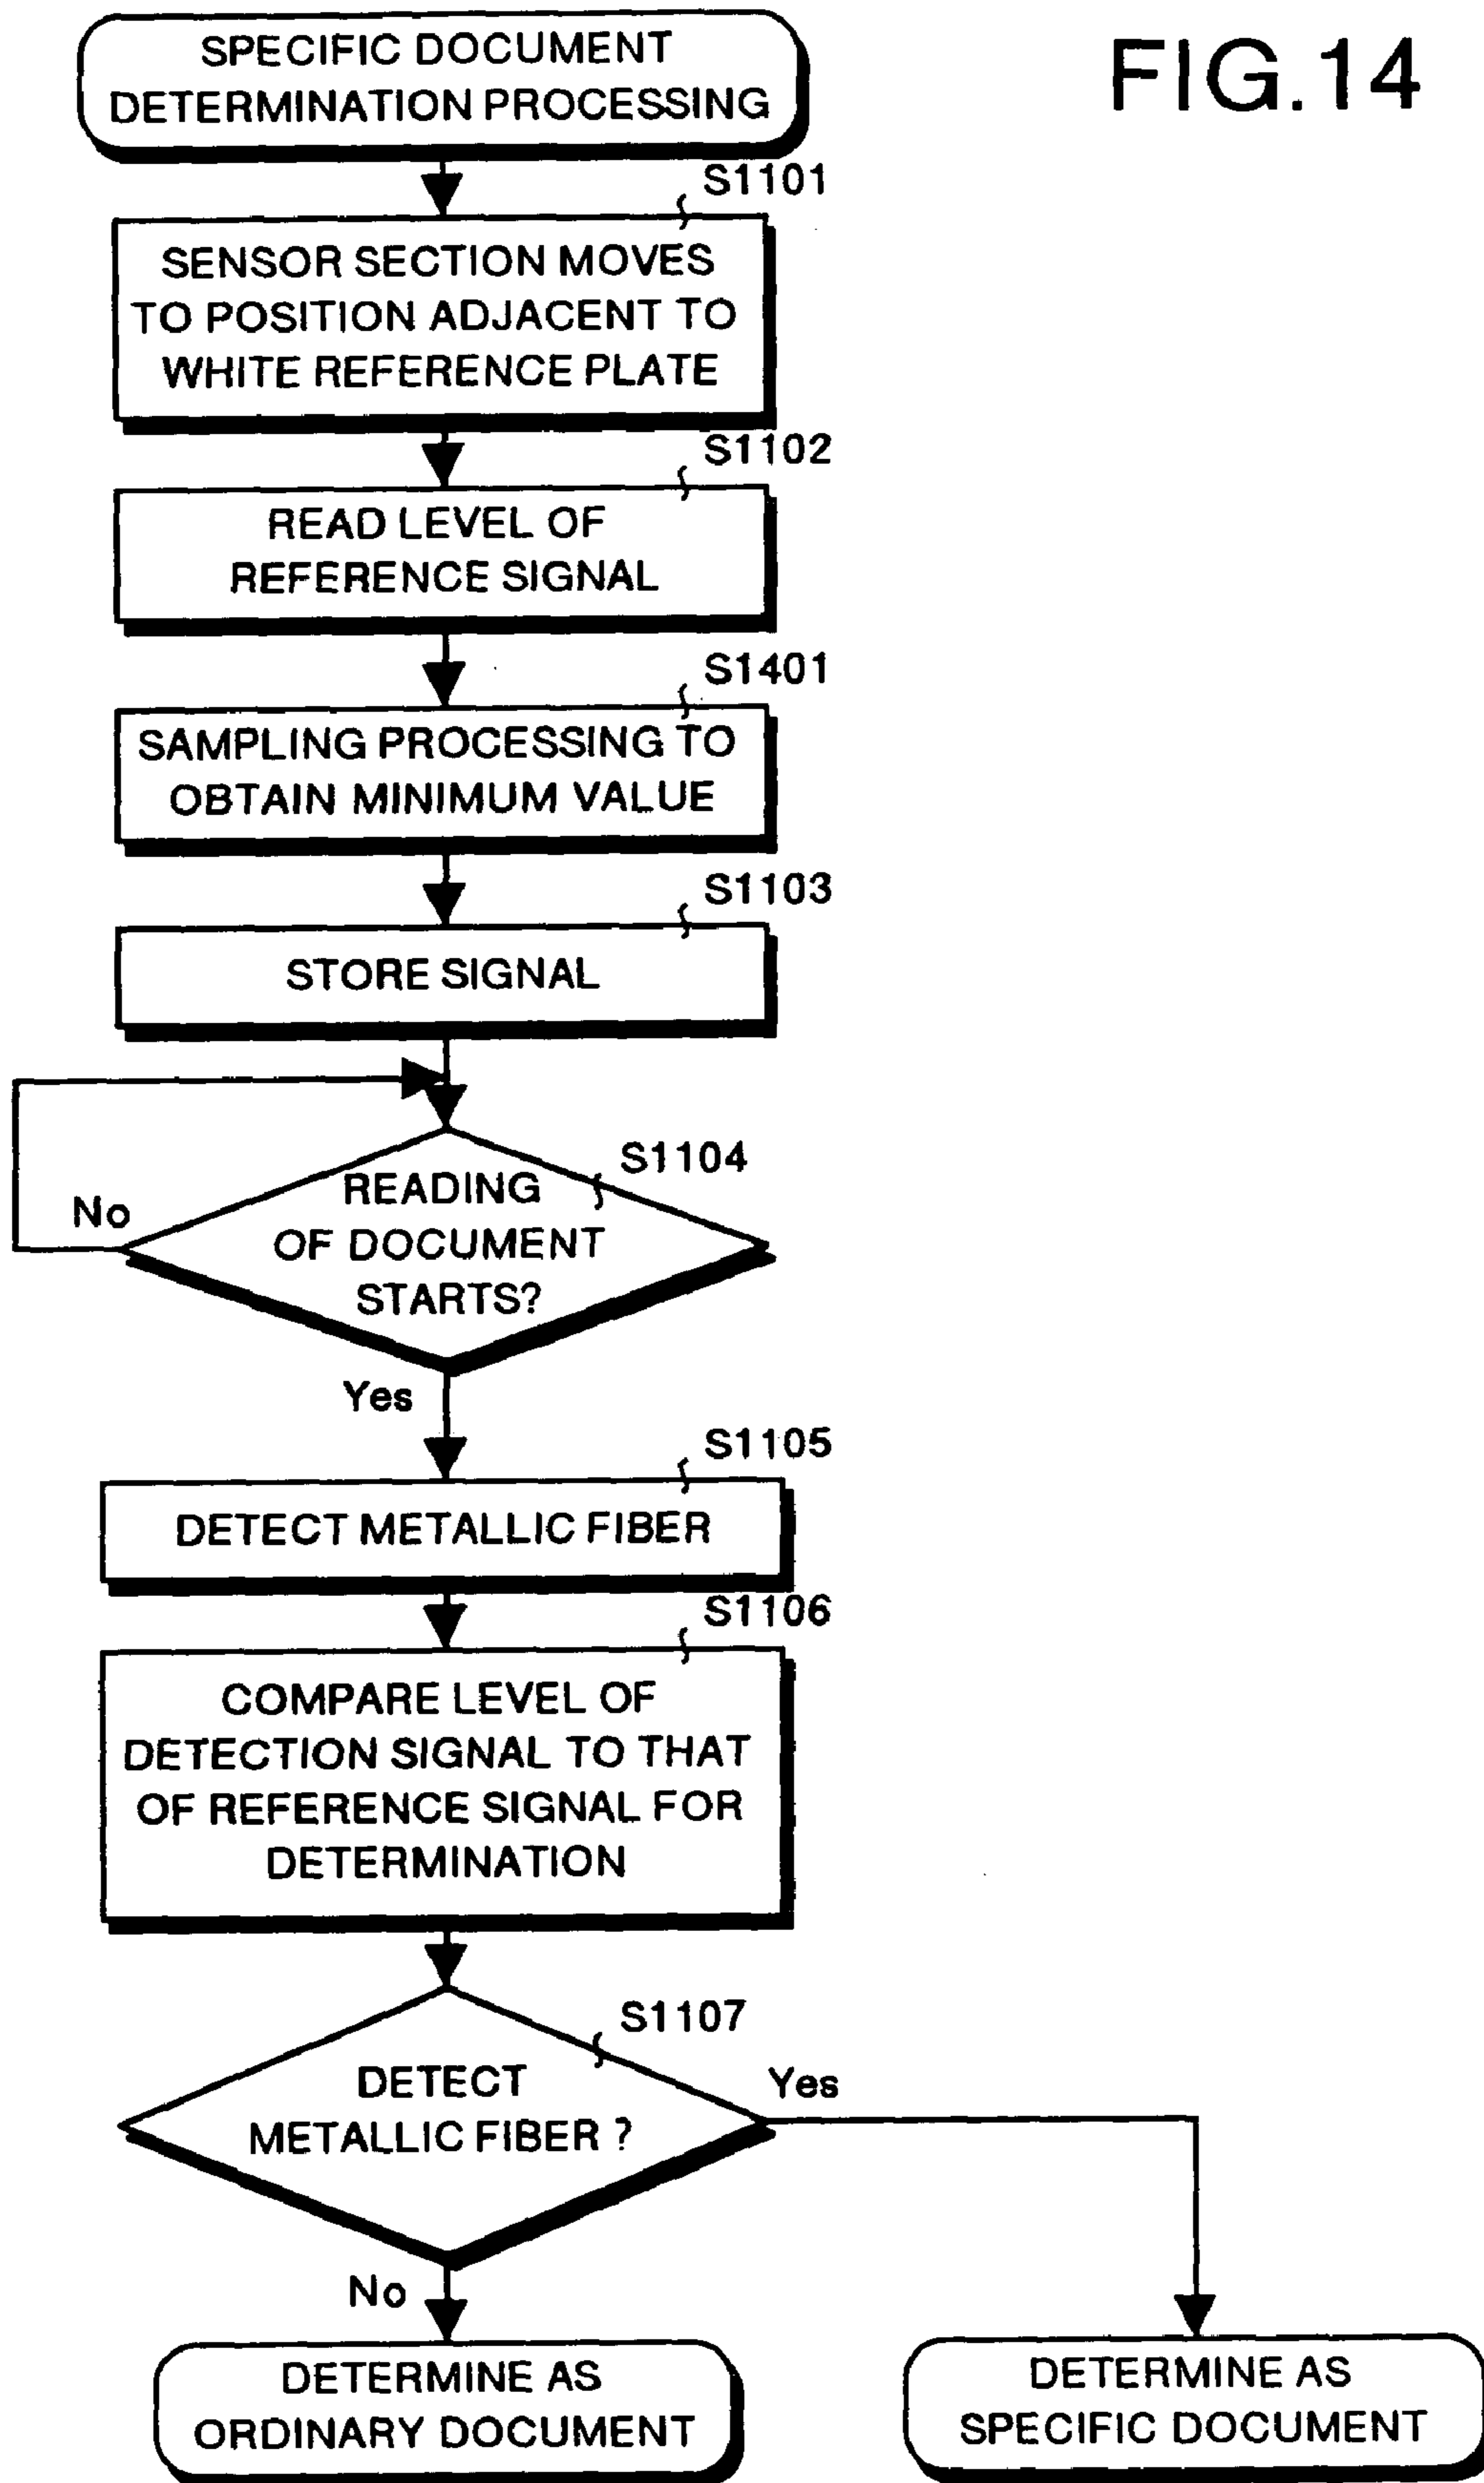 FIG.14
SPECIFIC DOCUMENT
DETERMINATION PROCESSING
S1101
SENSOR SECTION MOVES
TO POSITION ADJACENT TO
WHITE REFERENCE PLATE
S1102
READ LEVEL OF
REFERENCE SIGNAL
S1401
SAMPLING PROCESSING TO
OBTAIN MINIMUM VALUE
S1103
STORE SIGNAL
S1104
READING
OF DOCUMENT
STARTS?
No
Yes
S1105
DETECT METALLIC FIBER
S1106
COMPARE LEVEL OF
DETECTION SIGNAL TO THAT
OF REFERENCE SIGNAL FOR
DETERMINATION
S1107
DETECT
METALLIC FIBER ?
Yes
No
DETERMINE AS
ORDINARY DOCUMENT
DETERMINE AS
SPECIFIC DOCUMENT